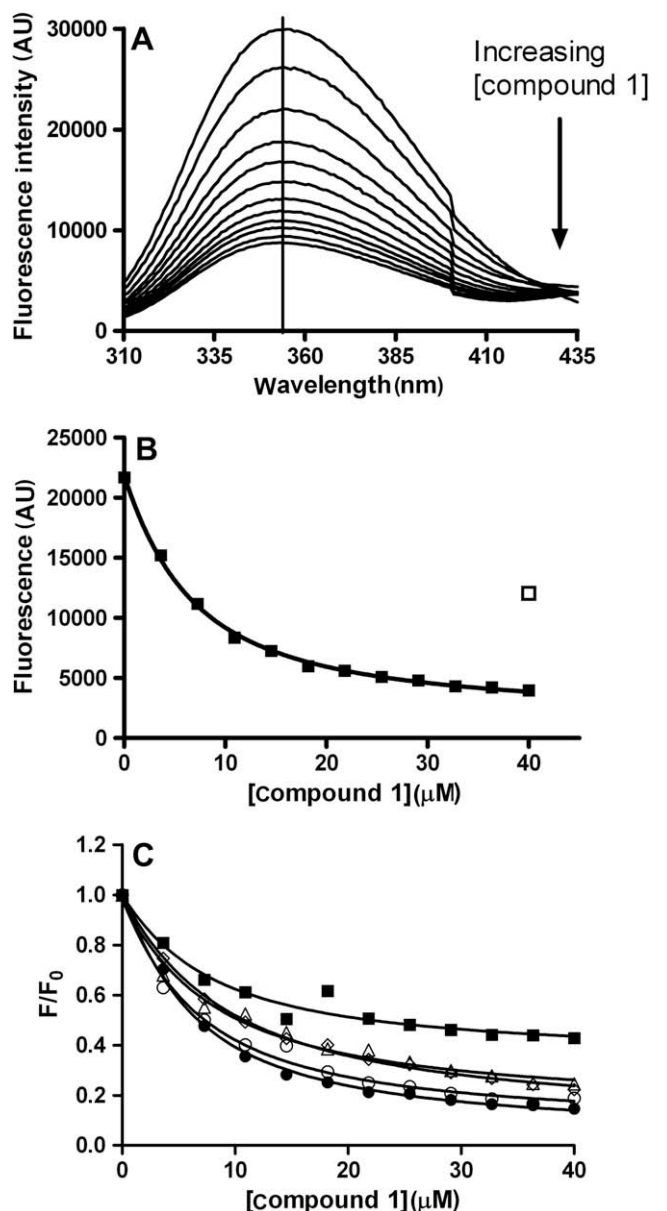 A
Fluorescence intensity (AU)
30000
20000
10000
0
Increasing
[compound 1]
310 335 360 385 410 435
Wavelength (nm)
B
Fluorescence (AU)
25000
20000
15000
10000
5000
0
0 10 20 30 40
[Compound 1] (μM)
C
F/F0
1.2
1.0
0.8
0.6
0.4
0.2
0.0
0 10 20 30 40
[Compound 1] (μM)